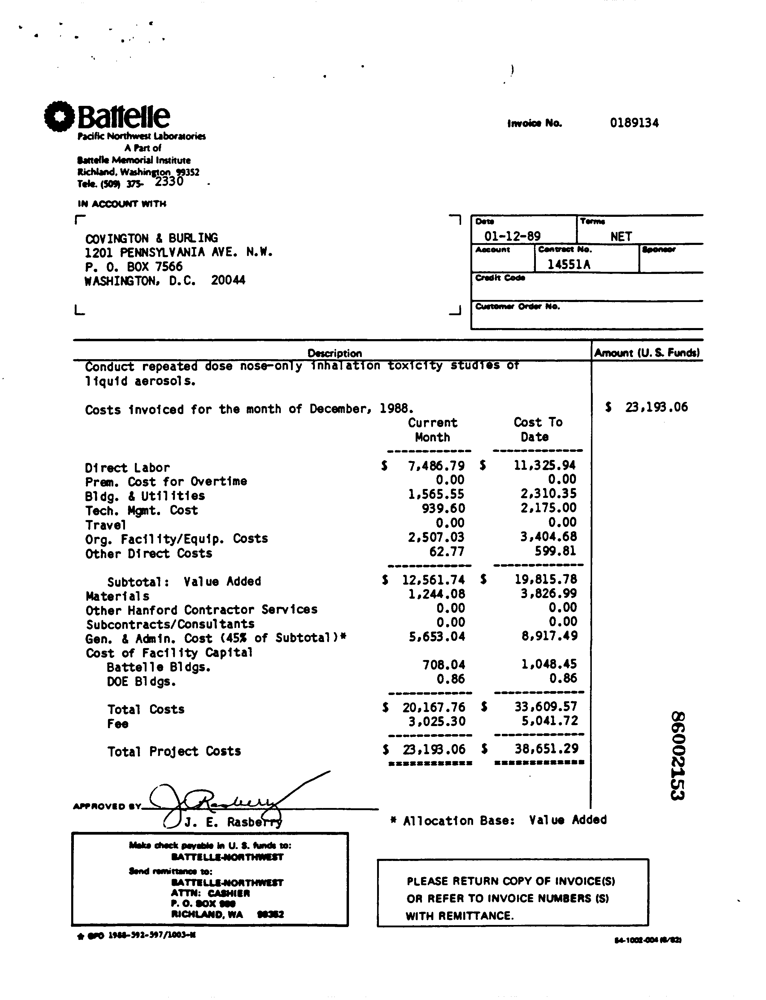 Battelle
Pacific Northwest Laboratories
A Part of
Battelle Memorial Institute
Richland, Washington 99352
Tele. (509) 375- 2330
Invoice No. 0189134
IN ACCOUNT WITH
COVINGTON & BURLING
1201 PENNSYLVANIA AVE. N.W.
P. O. BOX 7566
WASHINGTON, D.C. 20044
Date Terms
01-12-89 NET
Account Contract No. Sponsor
14551A
Credit Code
Customer Order No.
Description Amount (U. S. Funds)
Conduct repeated dose nose-only inhalation toxicity studies of
liquid aerosols.
Costs invoiced for the month of December, 1988. $ 23,193.06
Current Cost To
Month Date
Direct Labor $ 7,486.79 $ 11,325.94
Prem. Cost for Overtime 0.00 0.00
Bldg. & Utilities 1,565.55 2,310.35
Tech. Mgmt. Cost 939.60 2,175.00
Travel 0.00 0.00
Org. Facility/Equip. Costs 2,507.03 3,404.68
Other Direct Costs 62.77 599.81
Subtotal: Value Added $ 12,561.74 $ 19,815.78
Materials 1,244.08 3,826.99
Other Hanford Contractor Services 0.00 0.00
Subcontracts/Consultants 0.00 0.00
Gen. & Admin. Cost (45% of Subtotal)* 5,653.04 8,917.49
Cost of Facility Capital
Battelle Bldgs. 708.04 1,048.45
DOE Bldgs. 0.86 0.86
Total Costs $ 20,167.76 $ 33,609.57
Fee 3,025.30 5,041.72
Total Project Costs $ 23,193.06 $ 38,651.29
86002153
APPROVED BY J. E. Rasberry
J. E. Rasberry
* Allocation Base: Value Added
Make check payable in U. S. funds to:
BATTELLE-NORTHWEST
Send remittance to:
BATTELLE-NORTHWEST
ATTN: CASHIER
P. O. BOX 999
RICHLAND, WA 99352
PLEASE RETURN COPY OF INVOICE(S)
OR REFER TO INVOICE NUMBERS (S)
WITH REMITTANCE.
★ GPO 1988-592-597/1003-N
54-1002-004 (6/82)